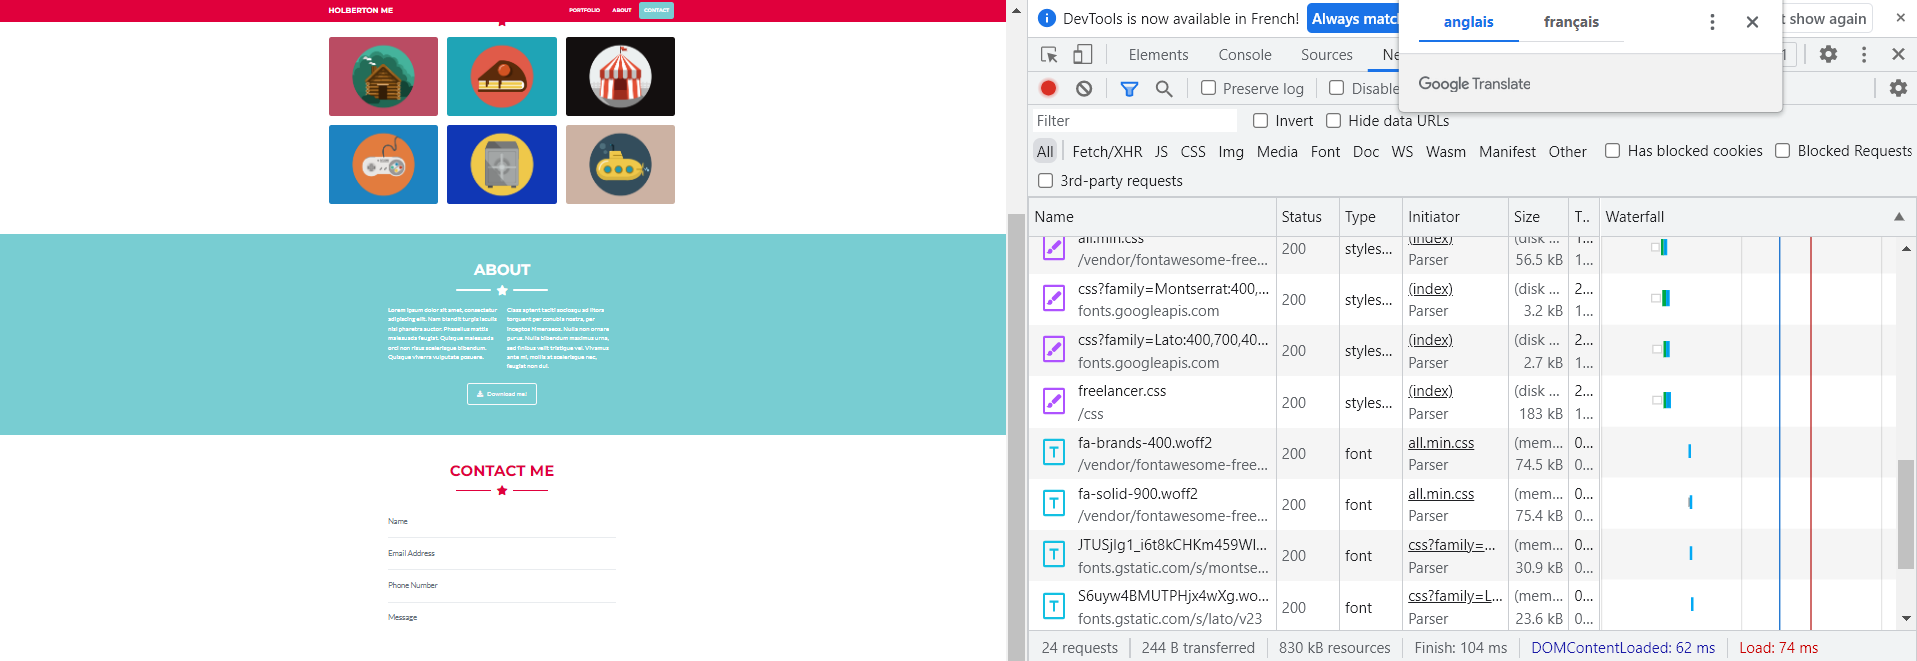 HOLBERTON ME
PORTFOLIO ABOUT CONTACT
ABOUT
Lorem ipsum dolor sit amet, consectetur
adipiscing elit. Nam blandit turpis iaculis
nisl pharetra auctor. Phasellus mattis
malesuada feugiat. Quisque malesuada
orci non risus scelerisque bibendum.
Quisque viverra vulputate posuere.
Class aptent taciti sociosqu ad litora
torquent per conubia nostra, per
inceptos himenaeos. Nulla non ornare
purus. Nulla bibendum maximus urna,
sed finibus velit tristique vel. Vivamus
ante mi, mollis at scelerisque nec,
feugiat non dui.
Download me!
CONTACT ME
Name
Email Address
Phone Number
Message
DevTools is now available in French! Always match
t show again
anglais français
Google Translate
Elements Console Sources Ne
1
Preserve log Disable
Filter Invert Hide data URLs
All Fetch/XHR JS CSS Img Media Font Doc WS Wasm Manifest Other Has blocked cookies Blocked Requests
3rd-party requests
Name Status Type Initiator Size T.. Waterfall
all.min.css (index) (disk ... 1...
200 styles...
/vendor/fontawesome-free... Parser 56.5 kB 1...
css?family=Montserrat:400,... (index) (disk ... 2...
200 styles...
fonts.googleapis.com Parser 3.2 kB 1...
css?family=Lato:400,700,40... (index) (disk ... 2...
200 styles...
fonts.googleapis.com Parser 2.7 kB 1...
freelancer.css (index) (disk ... 2...
200 styles...
/css Parser 183 kB 1...
fa-brands-400.woff2 all.min.css (mem... 0...
200 font
/vendor/fontawesome-free... Parser 74.5 kB 0...
fa-solid-900.woff2 all.min.css (mem... 0...
200 font
/vendor/fontawesome-free... Parser 75.4 kB 0...
JTUSjIg1_i6t8kCHKm459Wl... css?family=... (mem... 0...
200 font
fonts.gstatic.com/s/montse... Parser 30.9 kB 0...
S6uyw4BMUTPHjx4wXg.wo... css?family=L... (mem... 0...
200 font
fonts.gstatic.com/s/lato/v23 Parser 23.6 kB 0...
24 requests 244 B transferred 830 kB resources Finish: 104 ms DOMContentLoaded: 62 ms Load: 74 ms